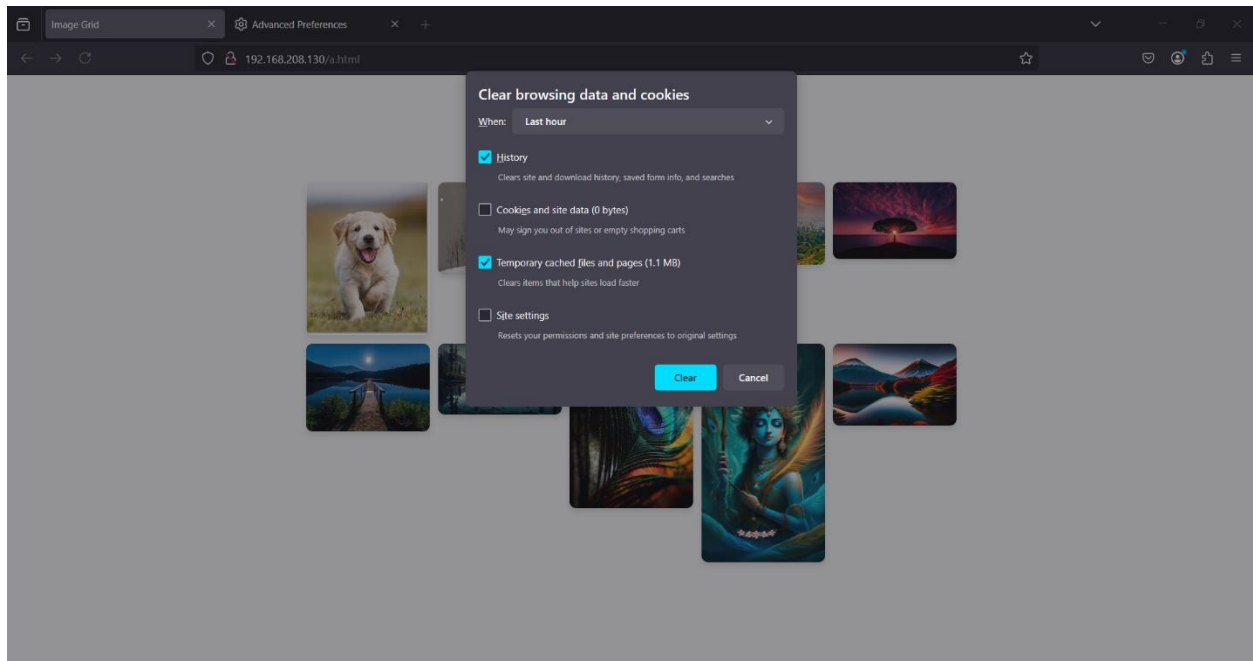 Image Grid
Advanced Preferences
192.168.208.130/a.html
Clear browsing data and cookies
When: Last hour
History
Clears site and download history, saved form info, and searches
Cookies and site data (0 bytes)
May sign you out of sites or empty shopping carts
Temporary cached files and pages (1.1 MB)
Clears items that help sites load faster
Site settings
Resets your permissions and site preferences to original settings
Clear Cancel